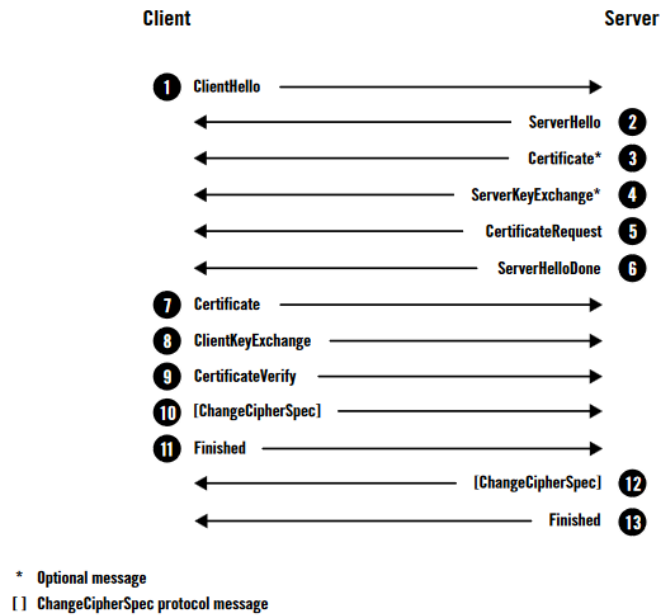 Client Server
1 ClientHello
ServerHello 2
Certificate* 3
ServerKeyExchange* 4
CertificateRequest 5
ServerHelloDone 6
7 Certificate
8 ClientKeyExchange
9 CertificateVerify
10 [ChangeCipherSpec]
11 Finished
[ChangeCipherSpec] 12
Finished 13
* Optional message
[ ] ChangeCipherSpec protocol message